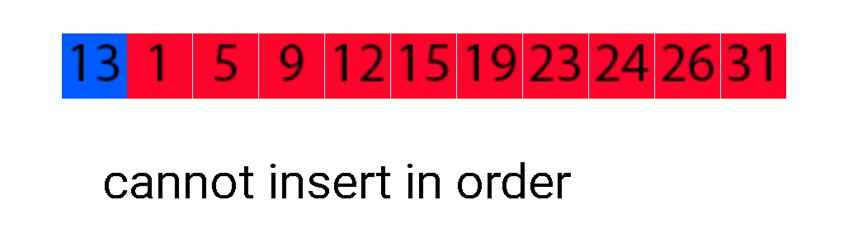 13 1 5 9 12 15 19 23 24 26 31
cannot insert in order